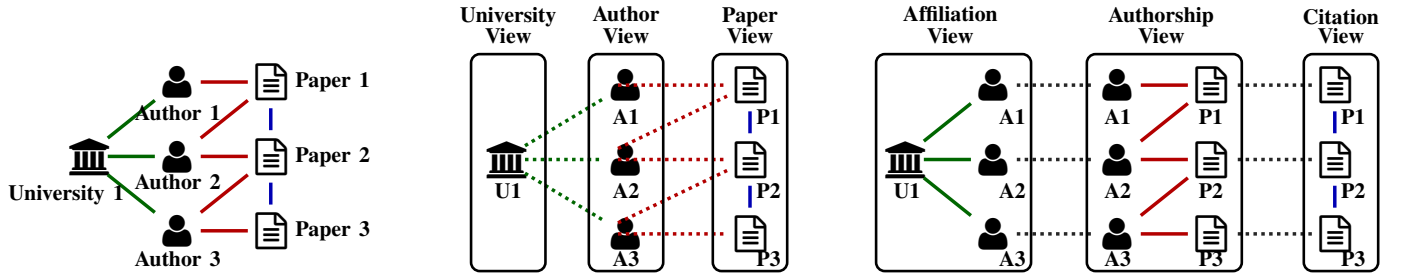 Paper 1
Author 1
Paper 2
University 1
Author 2
Paper 3
Author 3
University
View
Author
View
Paper
View
A1
P1
U1
A2
P2
A3
P3
Affiliation
View
Authorship
View
Citation
View
A1
A1
P1
P1
U1
A2
A2
P2
P2
A3
A3
P3
P3